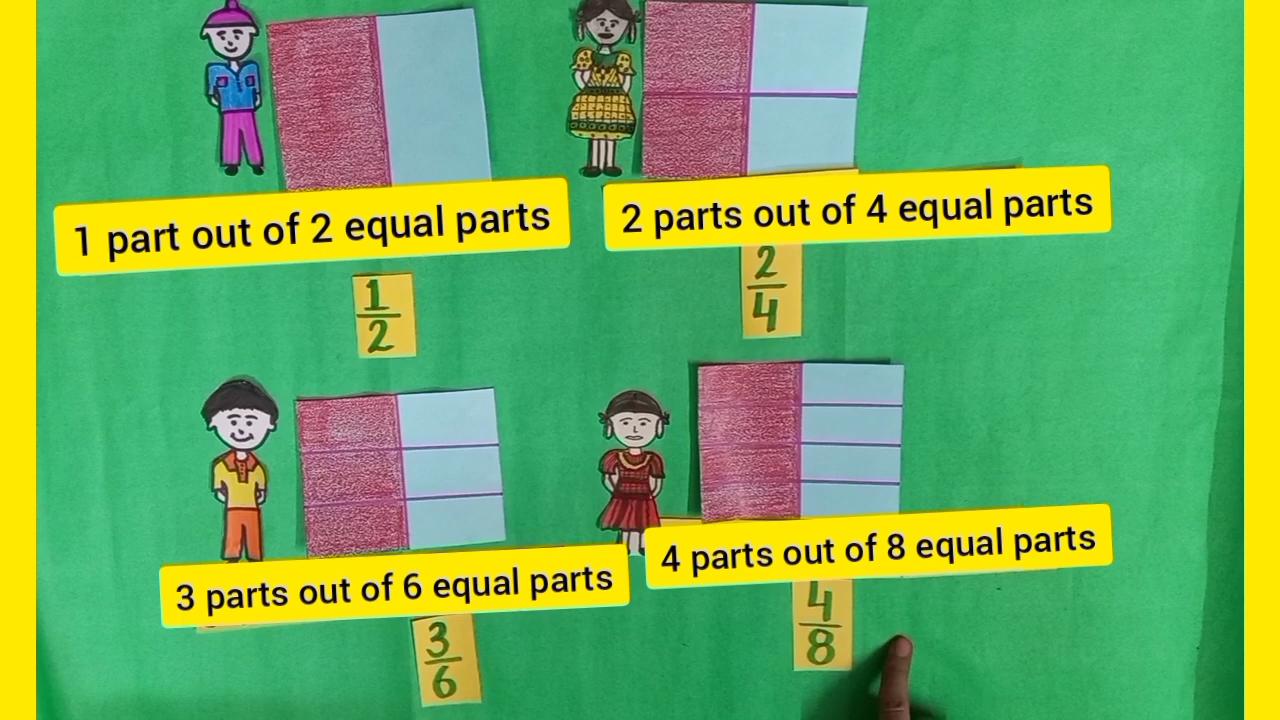 1 part out of 2 equal parts
2 parts out of 4 equal parts
1
2
2
4
3 parts out of 6 equal parts
4 parts out of 8 equal parts
3
6
4
8